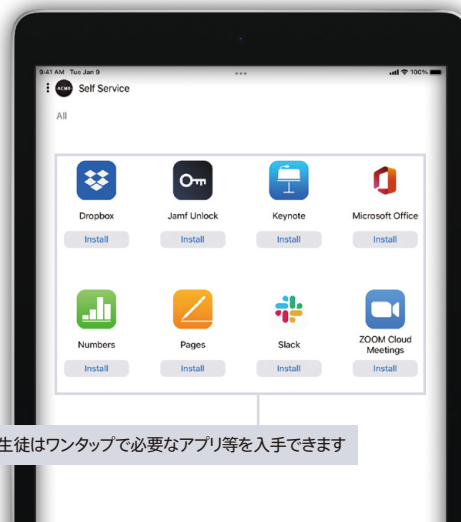 9:41 AM Tue Jan 9
100%
ACME Self Service
All
Dropbox Jamf Unlock Keynote Microsoft Office
Install Install Install Install
Numbers Pages Slack ZOOM Cloud
Meetings
Install Install Install Install
生徒はワンタップで必要なアプリ等を入手できます